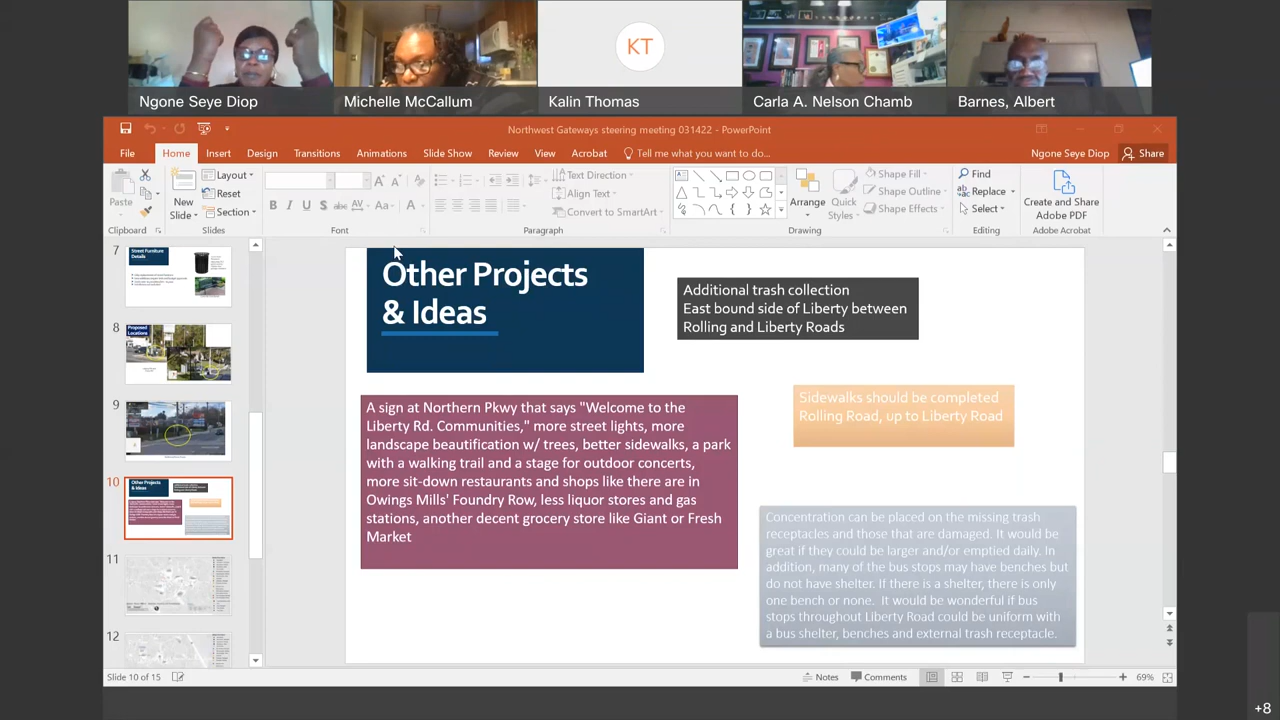 KT
Ngone Seye Diop
Michelle McCallum
Kalin Thomas
Carla A. Nelson Chamb
Barnes, Albert
Northwest Gateways steering meeting 031422 - PowerPoint
File
Home
Insert
Design
Transitions
Animations
Slide Show
Review
View
Acrobat
Tell me what you want to do...
Ngone Seye Diop
Share
Paste
Clipboard
New
Slide
Layout
Reset
Section
Slides
B I U S abc AV Aa A
Font
Text Direction
Align Text
Convert to SmartArt
Paragraph
Arrange
Quick
Styles
Shape Fill
Shape Outline
Shape Effects
Drawing
Find
Replace
Select
Editing
Create and Share
Adobe PDF
Adobe Acrobat
7
Street Furniture
Details
8
Proposed
Locations
9
10
Other Projects
& Ideas
11
12
Other Projects
& Ideas
Additional trash collection
East bound side of Liberty between
Rolling and Liberty Roads
A sign at Northern Pkwy that says "Welcome to the
Liberty Rd. Communities," more street lights, more
landscape beautification w/ trees, better sidewalks, a park
with a walking trail and a stage for outdoor concerts,
more sit-down restaurants and shops like there are in
Owings Mills' Foundry Row, less liquor stores and gas
stations, another decent grocery store like Giant or Fresh
Market
Sidewalks should be completed
Rolling Road, up to Liberty Road
Concentration can be placed on the missing trash
receptacles and those that are damaged. It would be
great if they could be larger and/or emptied daily. In
addition, many of the bus stops may have benches but
do not have shelter. If there is a shelter, there is only
one bench or none. It would be wonderful if bus
stops throughout Liberty Road could be uniform with
a bus shelter, benches and external trash receptacle.
Slide 10 of 15
Notes
Comments
69%
+8